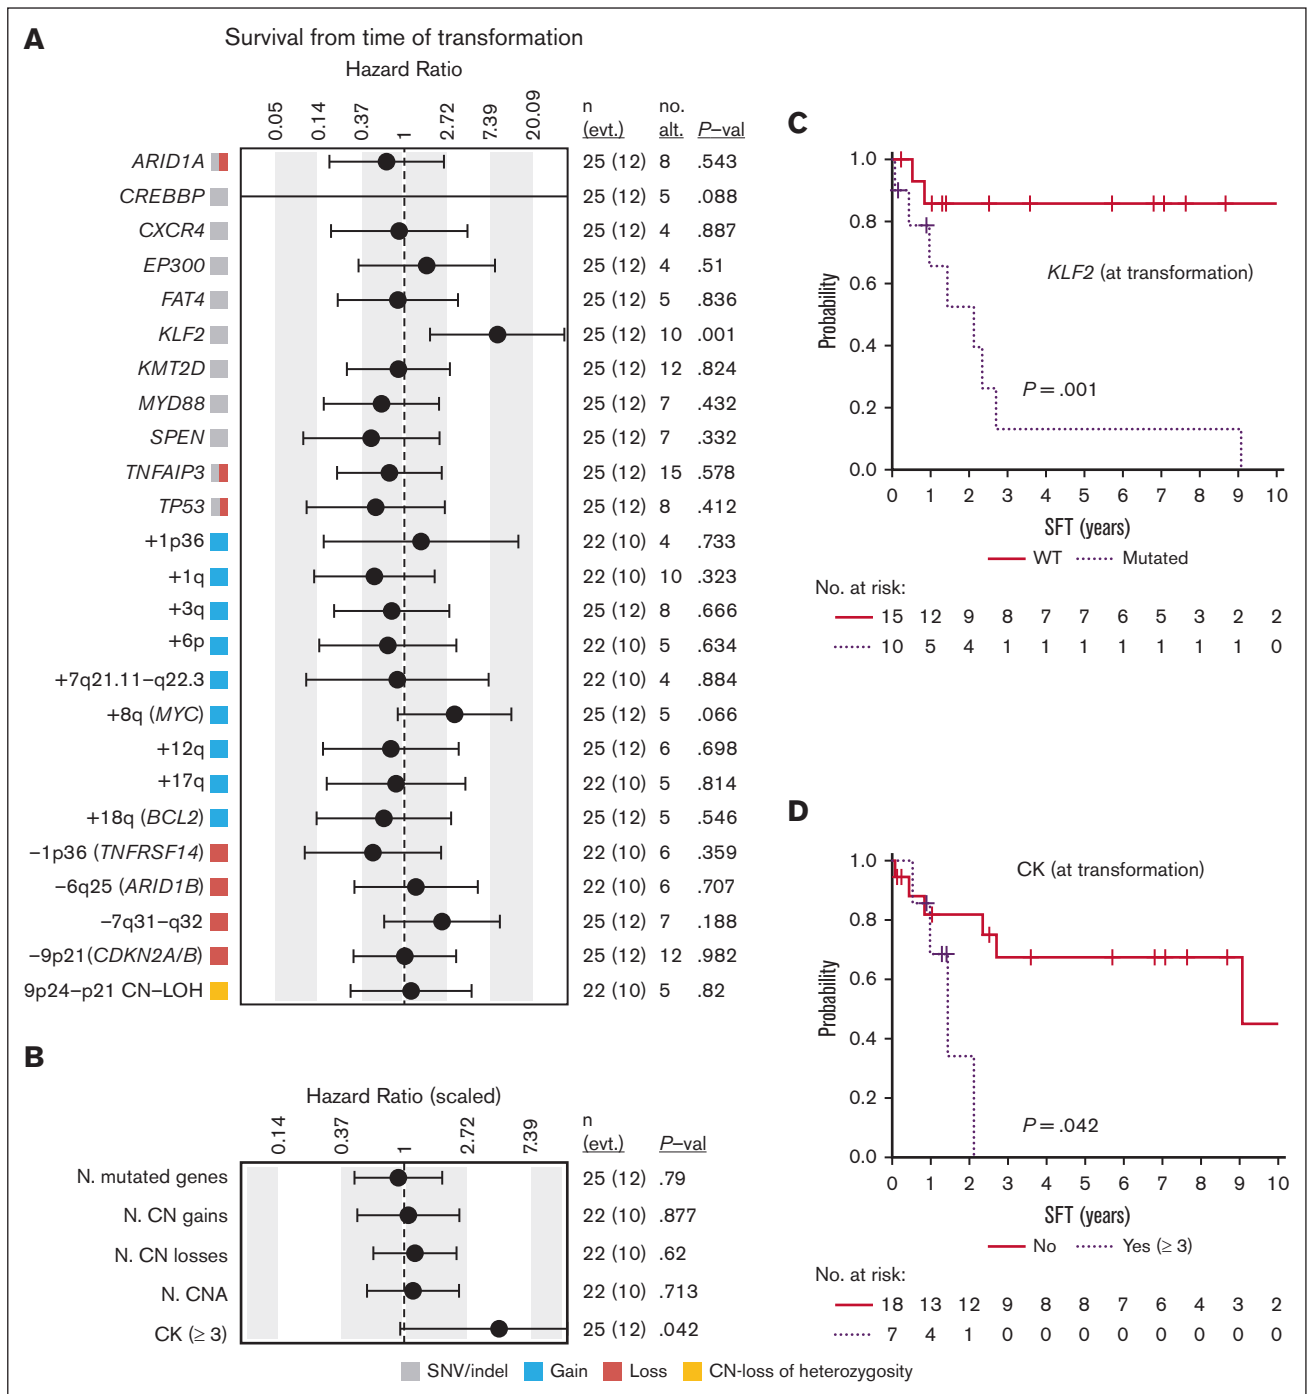 A
Survival from time of transformation
Hazard Ratio
0.05 0.14 0.37 1 2.72 7.39 20.09
n (evt.) no. alt. P–val
ARID1A 25 (12) 8 .543
CREBBP 25 (12) 5 .088
CXCR4 25 (12) 4 .887
EP300 25 (12) 4 .51
FAT4 25 (12) 5 .836
KLF2 25 (12) 10 .001
KMT2D 25 (12) 12 .824
MYD88 25 (12) 7 .432
SPEN 25 (12) 7 .332
TNFAIP3 25 (12) 15 .578
TP53 25 (12) 8 .412
+1p36 22 (10) 4 .733
+1q 22 (10) 10 .323
+3q 25 (12) 8 .666
+6p 22 (10) 5 .634
+7q21.11–q22.3 22 (10) 4 .884
+8q (MYC) 25 (12) 5 .066
+12q 25 (12) 6 .698
+17q 22 (10) 5 .814
+18q (BCL2) 25 (12) 5 .546
–1p36 (TNFRSF14) 22 (10) 6 .359
–6q25 (ARID1B) 22 (10) 6 .707
–7q31–q32 25 (12) 7 .188
–9p21(CDKN2A/B) 25 (12) 12 .982
9p24–p21 CN–LOH 22 (10) 5 .82
B
Hazard Ratio (scaled)
0.14 0.37 1 2.72 7.39
n (evt.) P–val
N. mutated genes 25 (12) .79
N. CN gains 22 (10) .877
N. CN losses 22 (10) .62
N. CNA 22 (10) .713
CK (≥ 3) 25 (12) .042
SNV/indel Gain Loss CN-loss of heterozygosity
C
1.0
0.8
0.6
0.4
0.2
0.0
Probability
KLF2 (at transformation)
P = .001
0 1 2 3 4 5 6 7 8 9 10
SFT (years)
WT Mutated
No. at risk:
15 12 9 8 7 7 6 5 3 2 2
10 5 4 1 1 1 1 1 1 1 0
D
1.0
0.8
0.6
0.4
0.2
0.0
Probability
CK (at transformation)
P = .042
0 1 2 3 4 5 6 7 8 9 10
SFT (years)
No Yes (≥ 3)
No. at risk:
18 13 12 9 8 8 7 6 4 3 2
7 4 1 0 0 0 0 0 0 0 0